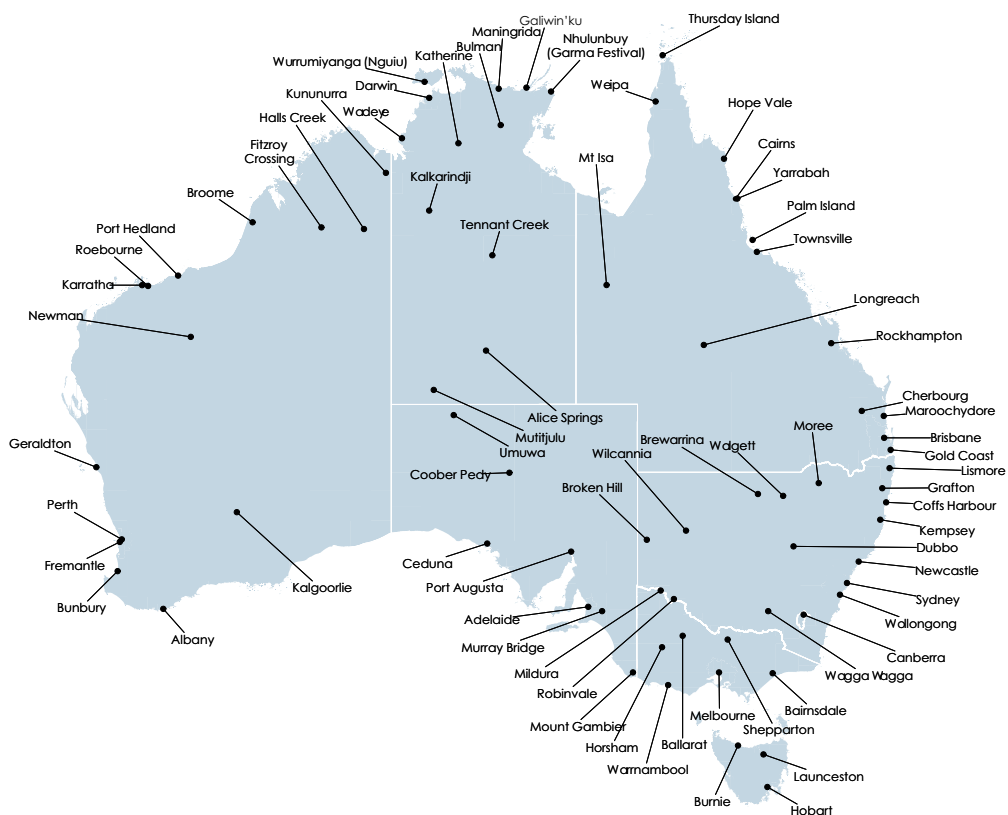 Thursday Island
Galiwin'ku
Maningrida
Nhulunbuy
(Garma Festival)
Bulman
Katherine
Wurrumiyanga (Nguiu)
Darwin
Weipa
Kununurra
Wadeye
Hope Vale
Halls Creek
Fitzroy
Crossing
Cairns
Mt Isa
Yarrabah
Kalkarindji
Broome
Palm Island
Tennant Creek
Port Hedland
Townsville
Roebourne
Karratha
Longreach
Newman
Rockhampton
Cherbourg
Maroochydore
Alice Springs
Moree
Mutitjulu
Brewarrina
Brisbane
Geraldton
Walgett
Umuwa
Wilcannia
Gold Coast
Lismore
Coober Pedy
Broken Hill
Grafton
Perth
Coffs Harbour
Kempsey
Dubbo
Fremantle
Ceduna
Newcastle
Port Augusta
Kalgoorlie
Sydney
Bunbury
Adelaide
Wollongong
Albany
Murray Bridge
Canberra
Mildura
Wagga Wagga
Robinvale
Bairnsdale
Melbourne
Mount Gambier
Shepparton
Horsham
Ballarat
Warrnambool
Launceston
Burnie
Hobart